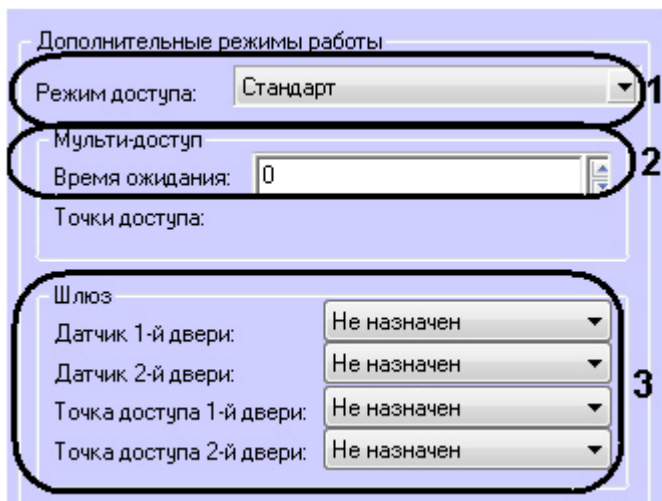 Дополнительные режимы работы
Режим доступа: Стандарт 1
Мульти-доступ
Время ожидания: 0 2
Точки доступа:
Шлюз
Датчик 1-й двери: Не назначен
Датчик 2-й двери: Не назначен
Точка доступа 1-й двери: Не назначен 3
Точка доступа 2-й двери: Не назначен